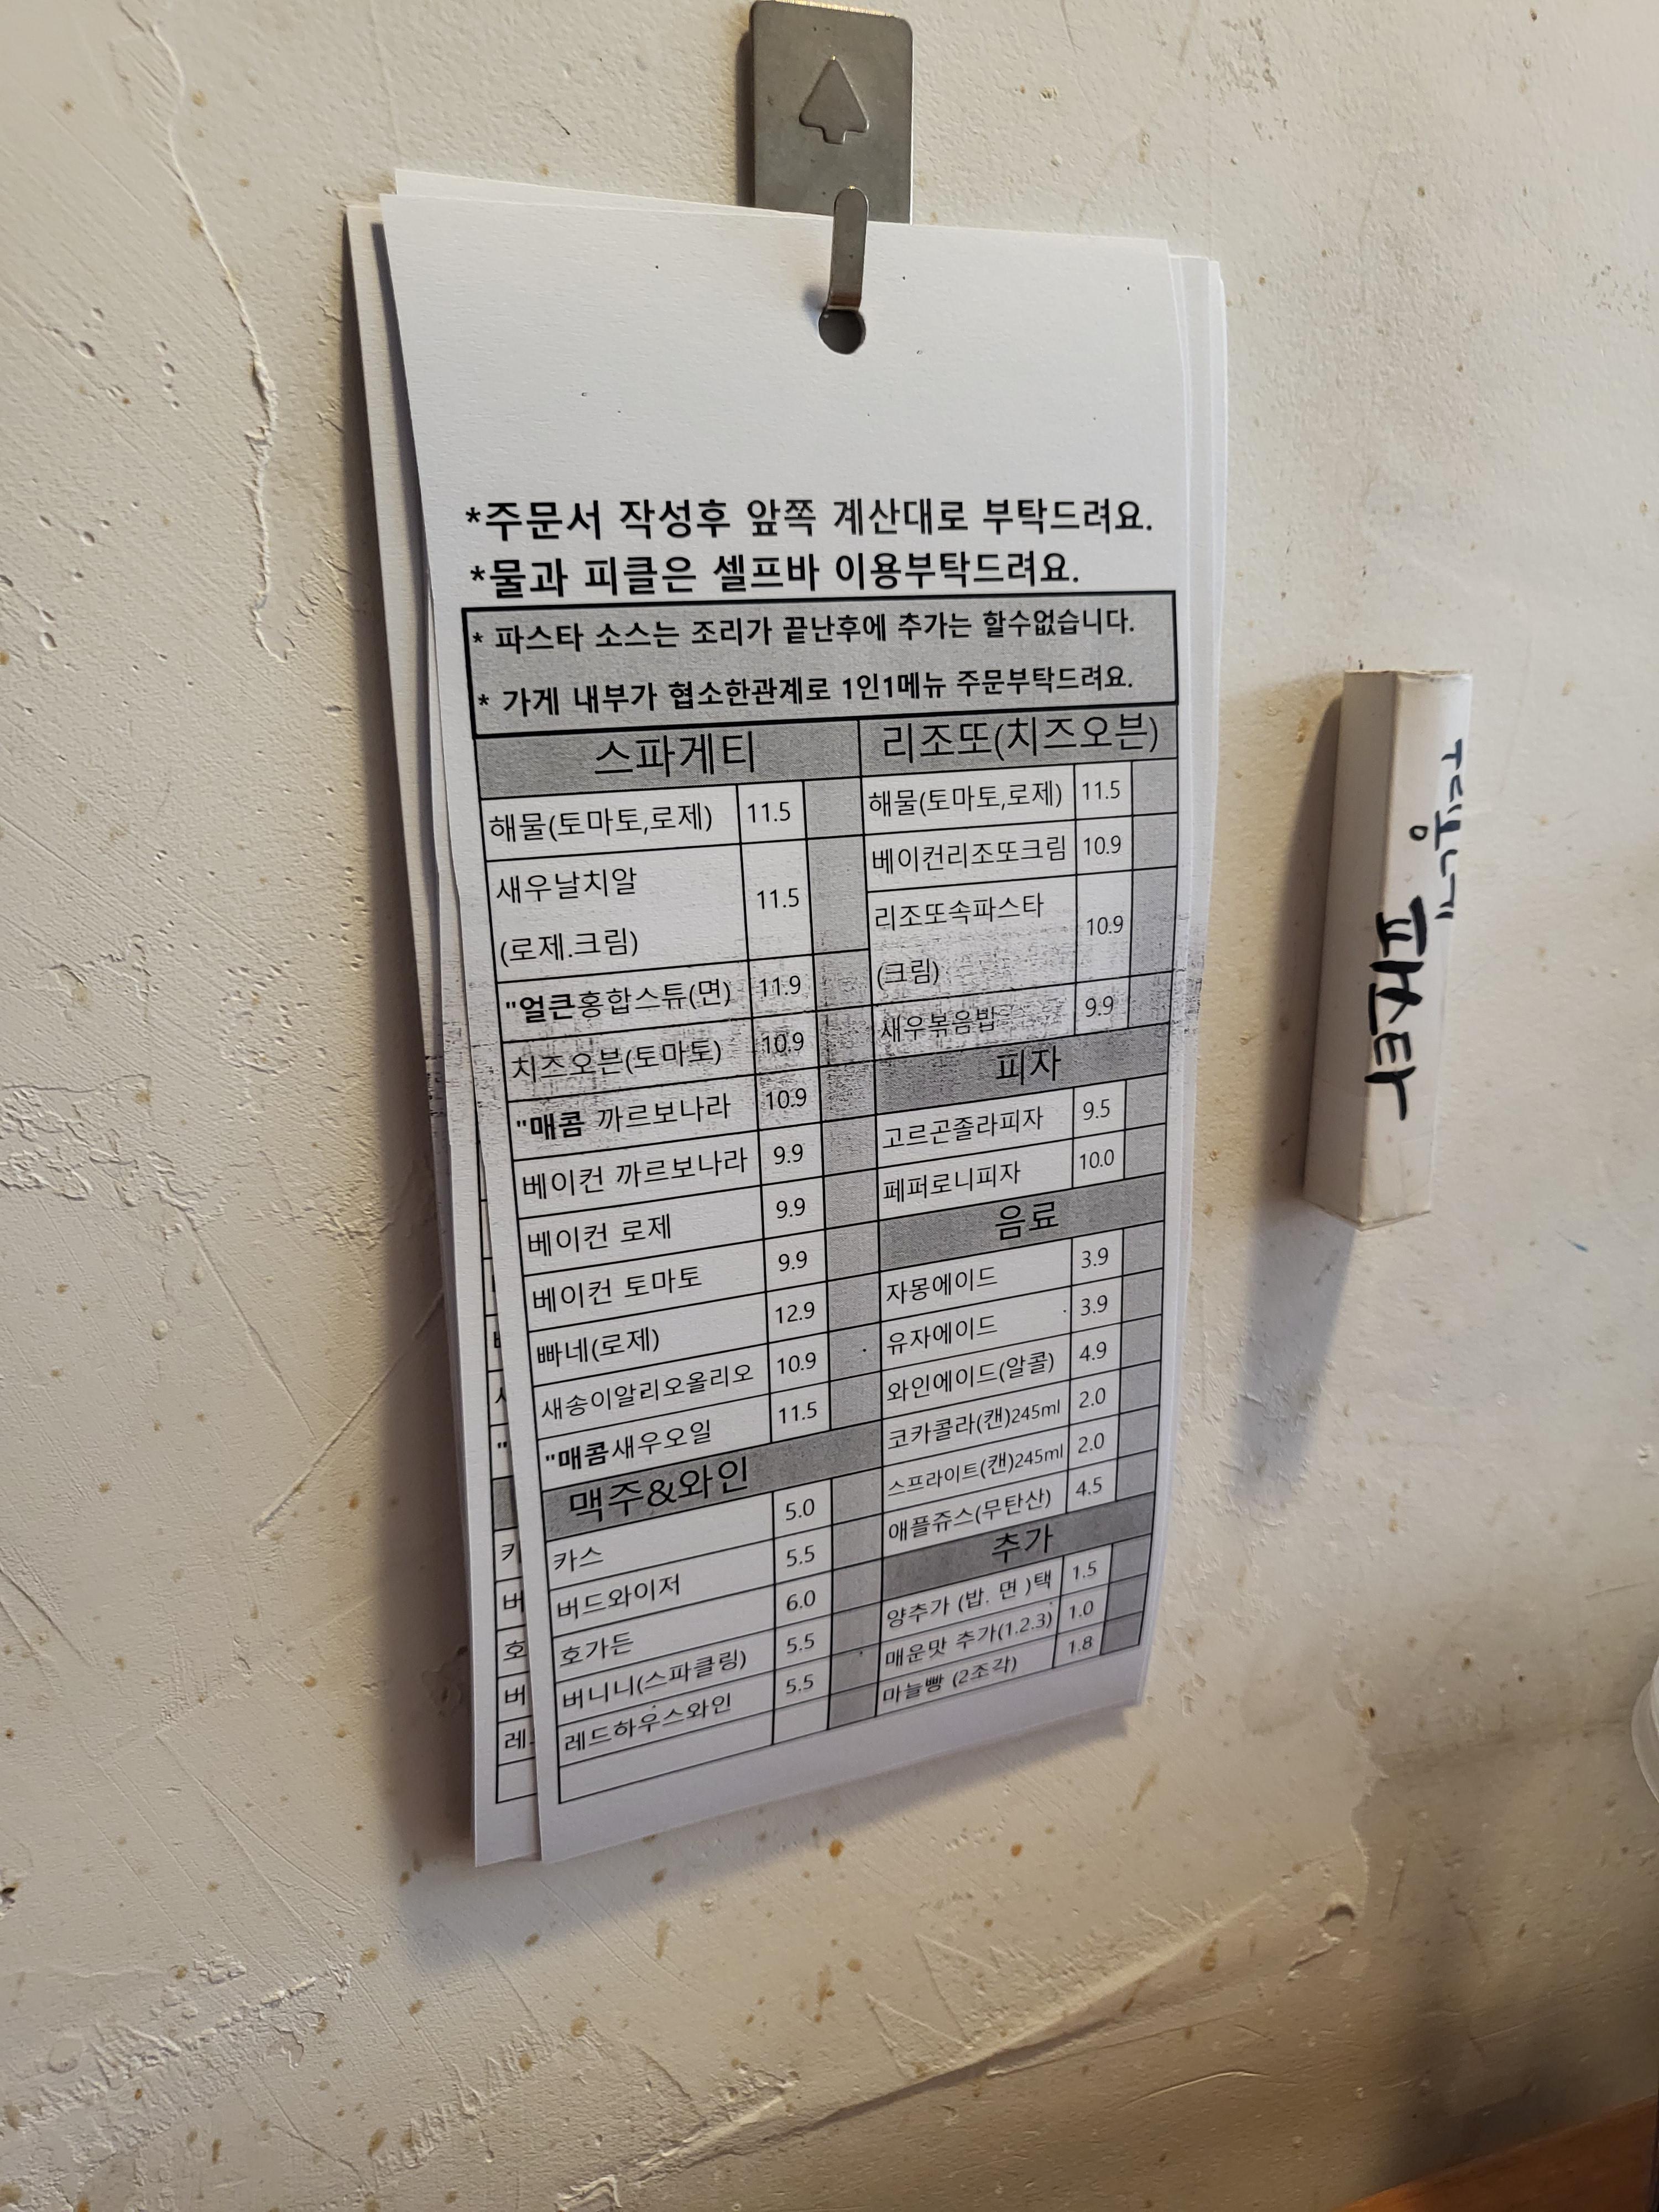 *주문서 작성후 앞쪽 계산대로 부탁드려요.
*물과 피클은 셀프바 이용부탁드려요.
* 파스타 소스는 조리가 끝난후에 추가는 할수없습니다.
* 가게 내부가 협소한관계로 1인1메뉴 주문부탁드려요.
스파게티
해물(토마토,로제) 11.5
새우날치알
(로제.크림) 11.5
"얼큰홍합스튜(면) 11.9
치즈오븐(토마토) 10.9
"매콤 까르보나라 10.9
베이컨 까르보나라 9.9
베이컨 로제 9.9
베이컨 토마토 9.9
빠네(로제) 12.9
새송이알리오올리오 10.9
"매콤새우오일 11.5
맥주&와인
카스 5.0
버드와이저 5.5
호가든 6.0
버니니(스파클링) 5.5
레드하우스와인 5.5
리조또(치즈오븐)
해물(토마토,로제) 11.5
베이컨리조또크림 10.9
리조또속파스타
(크림) 10.9
새우볶음밥 9.9
피자
고르곤졸라피자 9.5
페퍼로니피자 10.0
음료
자몽에이드 3.9
유자에이드 3.9
와인에이드(알콜) 4.9
코카콜라(캔)245ml 2.0
스프라이트(캔)245ml 2.0
애플쥬스(무탄산) 4.5
추가
양추가 (밥. 면 )택 1.5
매운맛 추가(1.2.3) 1.0
마늘빵 (2조각) 1.8
파스타